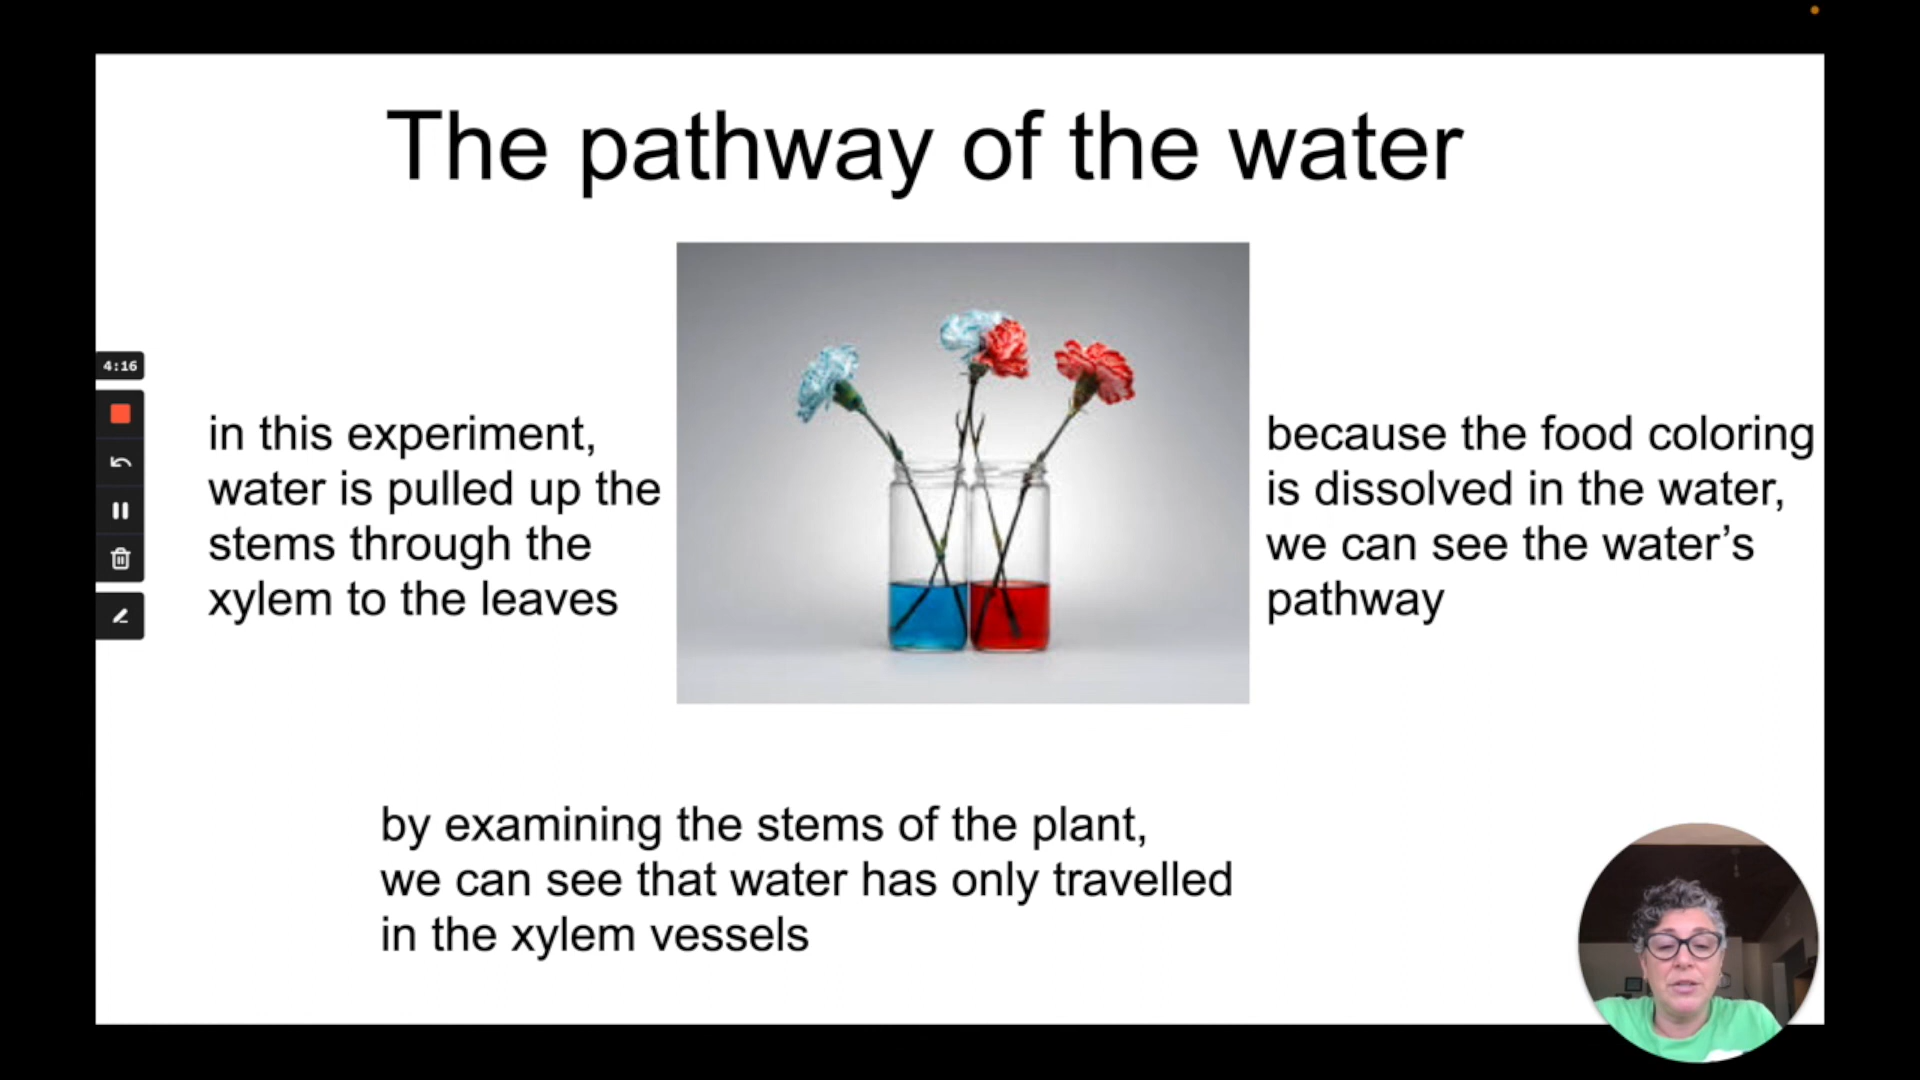 The pathway of the water
4:16
in this experiment,
water is pulled up the
stems through the
xylem to the leaves
because the food coloring
is dissolved in the water,
we can see the water’s
pathway
by examining the stems of the plant,
we can see that water has only travelled
in the xylem vessels